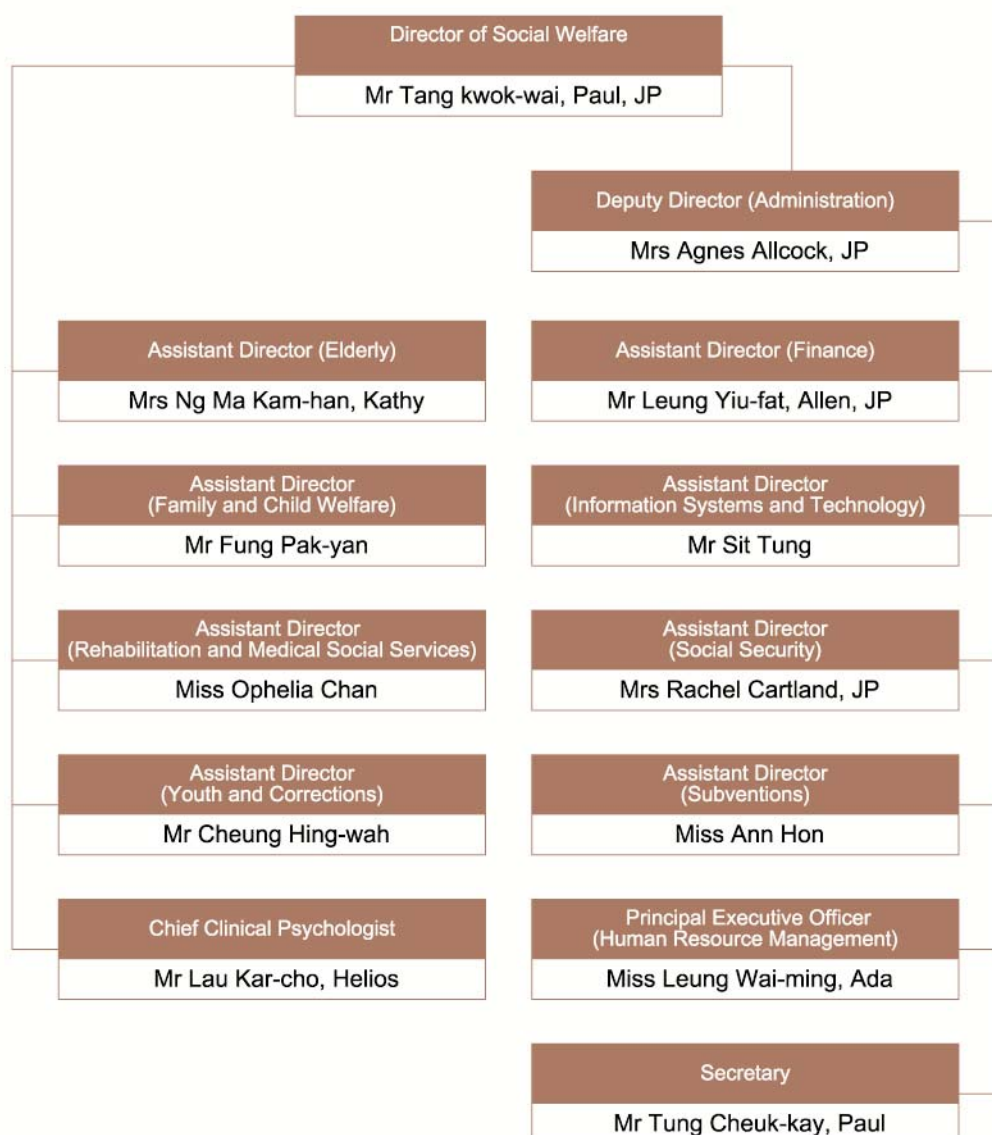 Director of Social Welfare
Mr Tang kwok-wai, Paul, JP
Deputy Director (Administration)
Mrs Agnes Allcock, JP
Assistant Director (Elderly)
Mrs Ng Ma Kam-han, Kathy
Assistant Director (Finance)
Mr Leung Yiu-fat, Allen, JP
Assistant Director
(Family and Child Welfare)
Mr Fung Pak-yan
Assistant Director
(Information Systems and Technology)
Mr Sit Tung
Assistant Director
(Rehabilitation and Medical Social Services)
Miss Ophelia Chan
Assistant Director
(Social Security)
Mrs Rachel Cartland, JP
Assistant Director
(Youth and Corrections)
Mr Cheung Hing-wah
Assistant Director
(Subventions)
Miss Ann Hon
Chief Clinical Psychologist
Mr Lau Kar-cho, Helios
Principal Executive Officer
(Human Resource Management)
Miss Leung Wai-ming, Ada
Secretary
Mr Tung Cheuk-kay, Paul